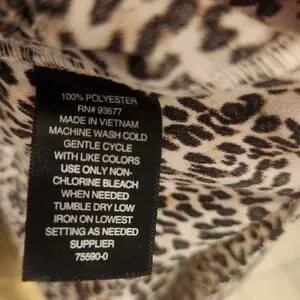 100% POLYESTER
RN# 93677
MADE IN VIETNAM
MACHINE WASH COLD
GENTLE CYCLE
WITH LIKE COLORS
USE ONLY NON-
CHLORINE BLEACH
WHEN NEEDED
TUMBLE DRY LOW
IRON ON LOWEST
SETTING AS NEEDED
SUPPLIER
75590-0